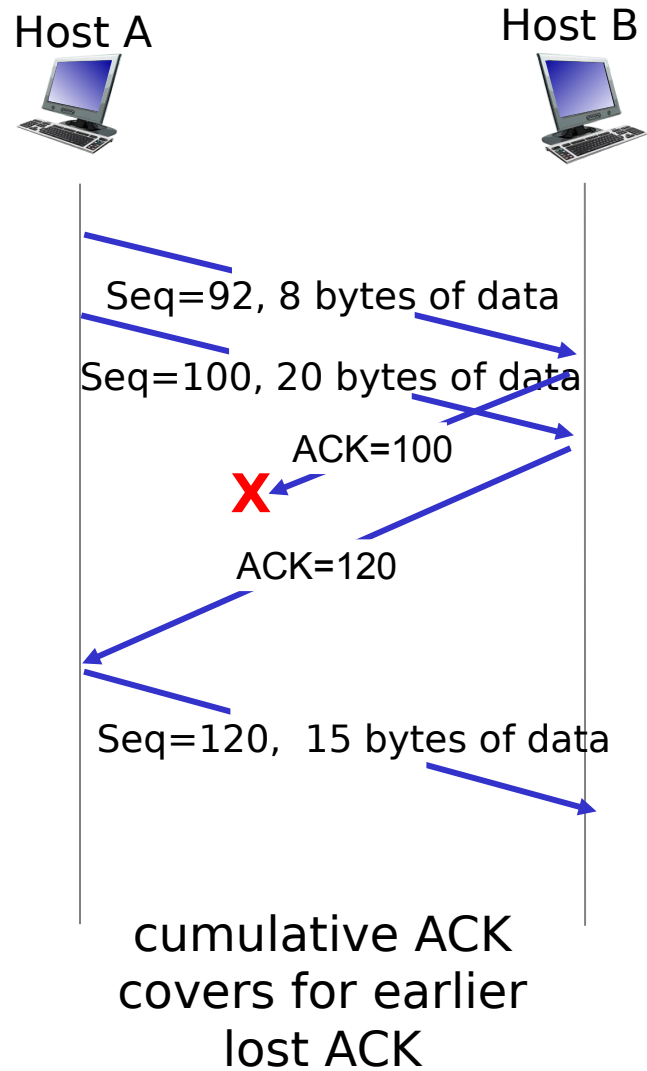 Host A
Host B
Seq=92, 8 bytes of data
Seq=100, 20 bytes of data
ACK=100
X
ACK=120
Seq=120,  15 bytes of data
cumulative ACK
covers for earlier
lost ACK